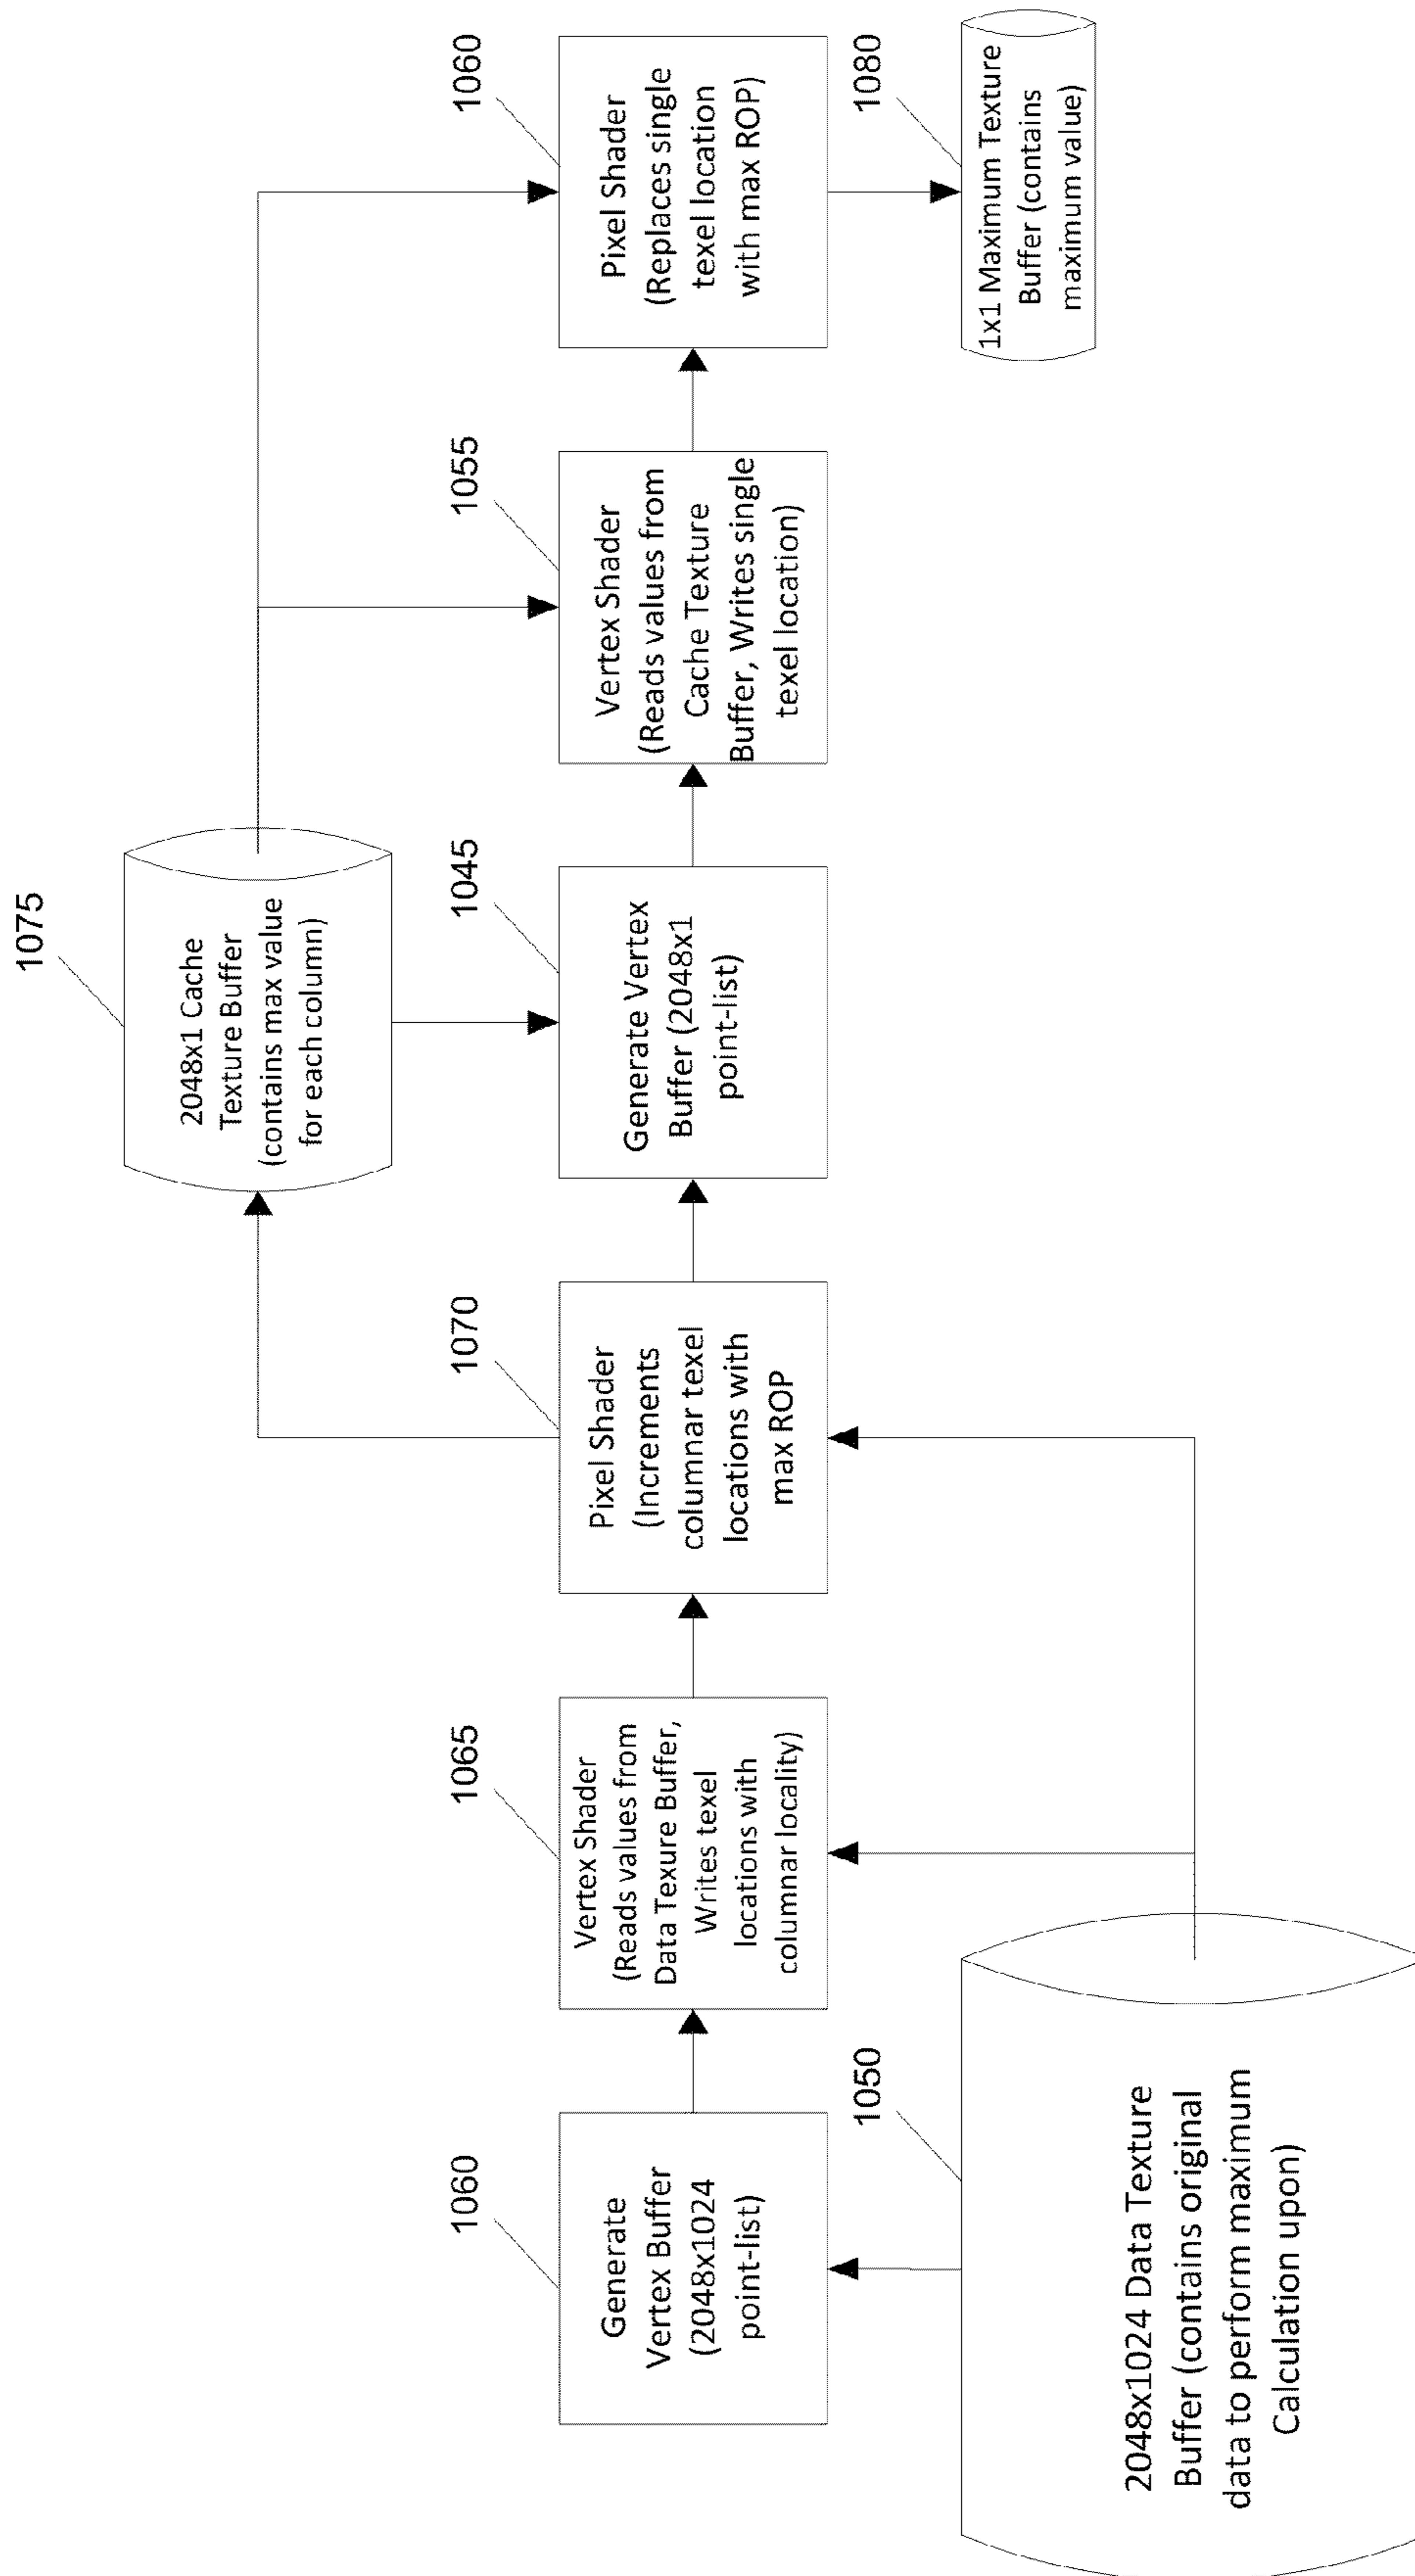 1075
2048x1 Cache
Texture Buffer
(contains max value
for each column)
1060
Generate
Vertex Buffer
(2048x1024
point-list)
1065
Vertex Shader
(Reads values from
Data Texure Buffer,
Writes texel
locations with
columnar locality)
1070
Pixel Shader
(Increments
columnar texel
locations with
max ROP
1045
Generate Vertex
Buffer (2048x1
point-list)
1055
Vertex Shader
(Reads values from
Cache Texture
Buffer, Writes single
texel location)
1060
Pixel Shader
(Replaces single
texel location
with max ROP)
1050
2048x1024 Data Texture
Buffer (contains original
data to perform maximum
Calculation upon)
1080
1x1 Maximum Texture
Buffer (contains
maximum value)